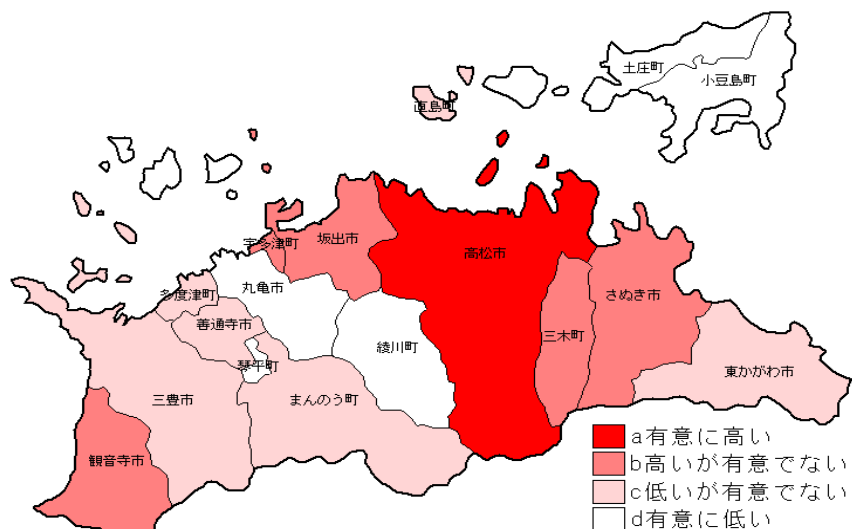 土庄町
小豆島町
直島町
宇多津町
坂出市
高松市
丸亀市
さぬき市
多度津町
善通寺市
三木町
綾川町
琴平町
東かがわ市
三豊市
まんのう町
観音寺市
a有意に高い
b高いが有意でない
c低いが有意でない
d有意に低い